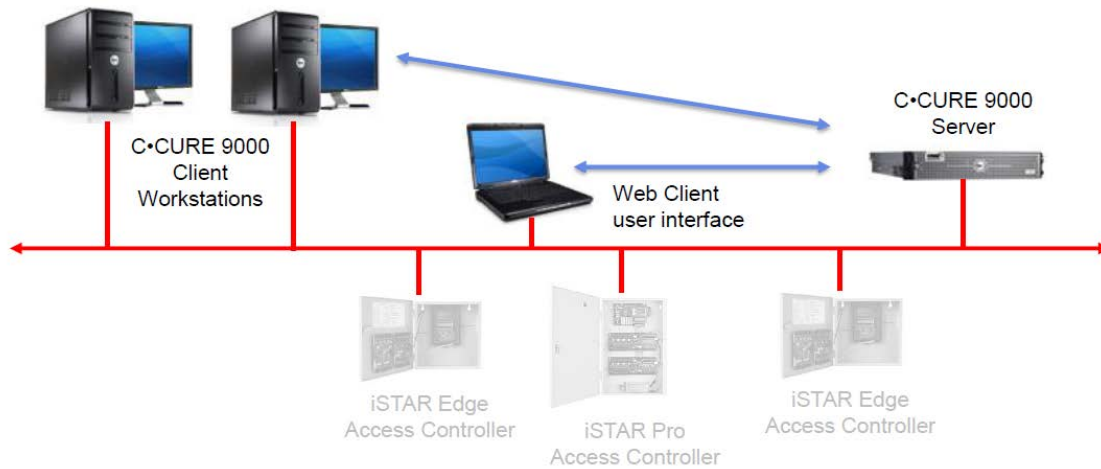 C•CURE 9000
Server
C•CURE 9000
Client
Workstations
Web Client
user interface
iSTAR Edge
Access Controller
iSTAR Pro
Access Controller
iSTAR Edge
Access Controller